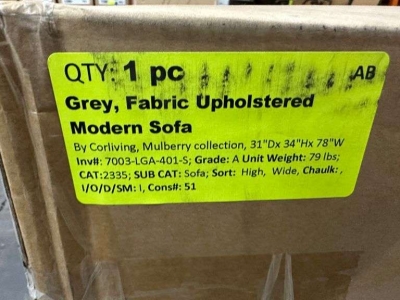 QTY: 1 pc AB
Grey, Fabric Upholstered
Modern Sofa
By Corliving, Mulberry collection, 31"Dx 34"Hx 78"W
Inv#: 7003-LGA-401-S; Grade: A Unit Weight: 79 lbs;
CAT:2335; SUB CAT: Sofa; Sort: High, Wide, Chaulk: ,
I/O/D/SM: I, Cons#: 51